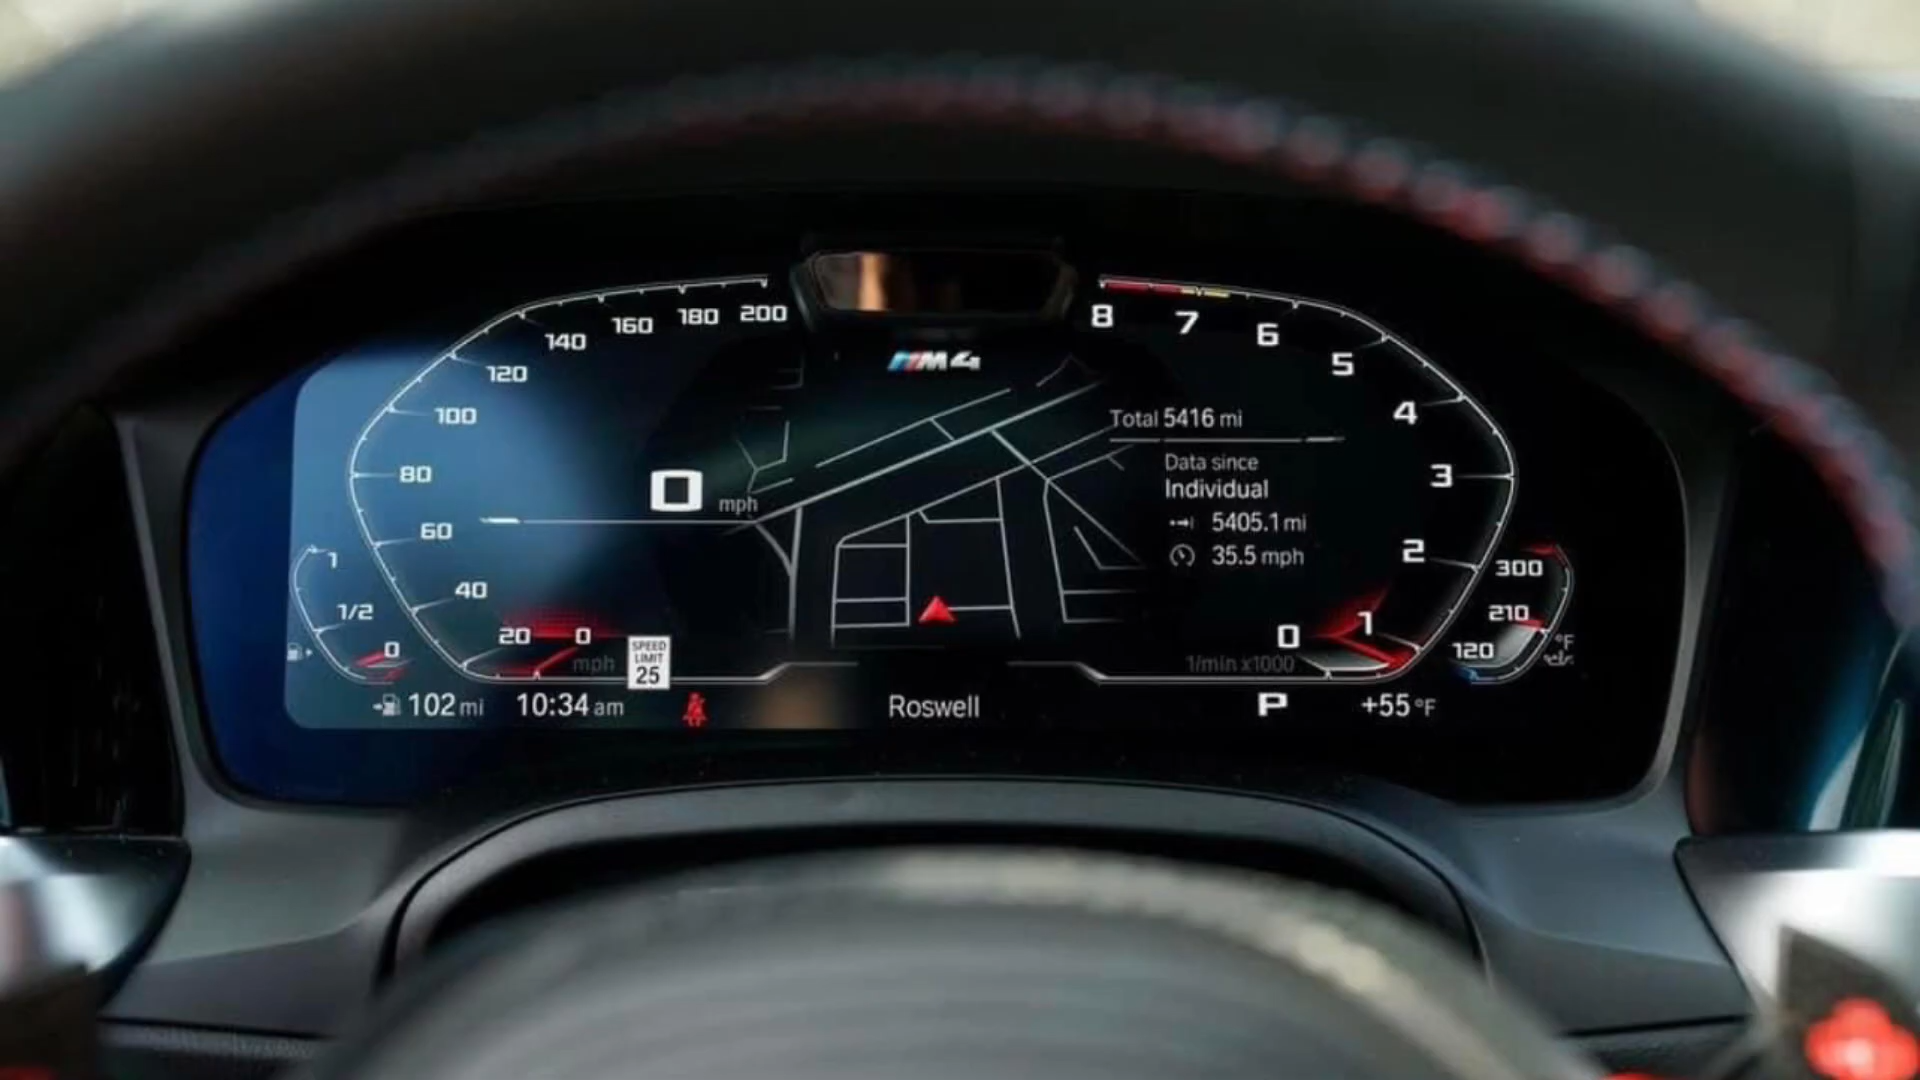 140 160 180 200
120
100
80
60
40
20 0
mph
0 mph
1
1/2
0
SPEED
LIMIT
25
M4
Total 5416 mi
Data since
Individual
5405.1 mi
35.5 mph
8 7 6
5
4
3
2
1
0
1/min x1000
300
210
120
°F
102 mi 10:34 am Roswell P +55 °F